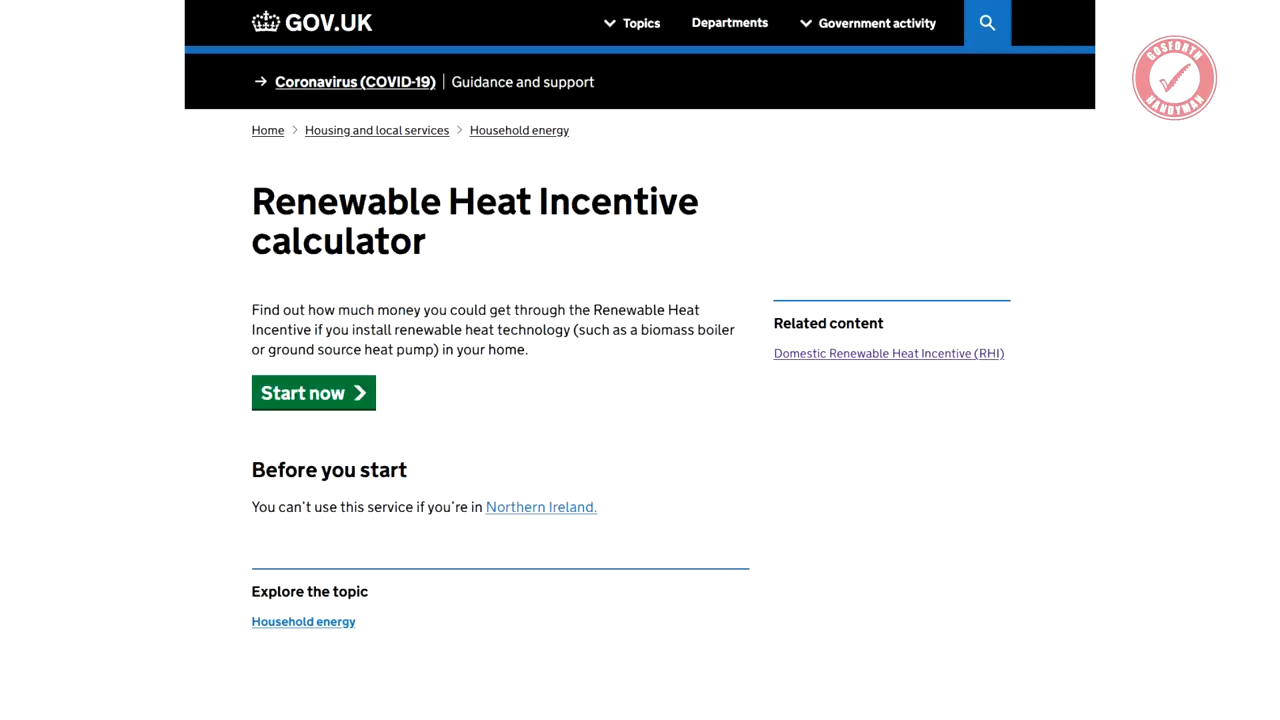 GOV.UK
Topics
Departments
Government activity
→ Coronavirus (COVID-19) | Guidance and support
GOSFORTH
HANDYMAN
Home > Housing and local services > Household energy
Renewable Heat Incentive
calculator
Find out how much money you could get through the Renewable Heat
Incentive if you install renewable heat technology (such as a biomass boiler
or ground source heat pump) in your home.
Related content
Domestic Renewable Heat Incentive (RHI)
Start now
Before you start
You can't use this service if you're in Northern Ireland.
Explore the topic
Household energy